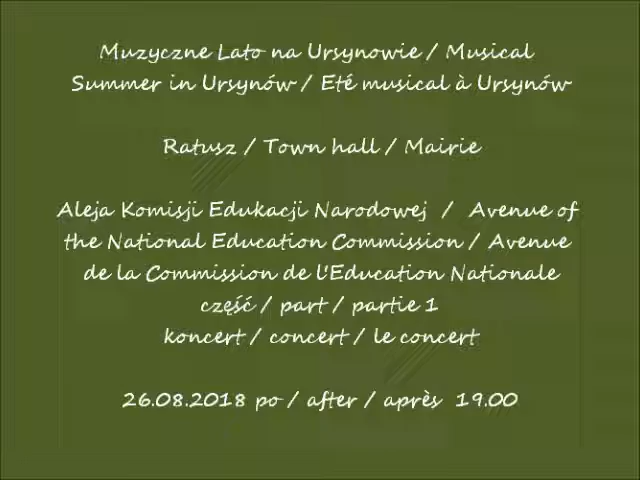 Muzyczne Lato na Ursynowie / Musical
Summer in Ursynów / Eté musical à Ursynów
Ratusz / Town hall / Mairie
Aleja Komisji Edukacji Narodowej / Avenue of
the National Education Commission / Avenue
de la Commission de l'Education Nationale
część / part / partie 1
koncert / concert / le concert
26.08.2018 po / after / après 19.00